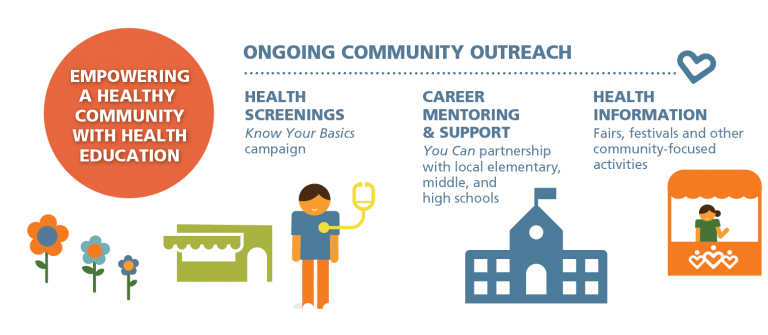 EMPOWERING
A HEALTHY
COMMUNITY
WITH HEALTH
EDUCATION
ONGOING COMMUNITY OUTREACH
HEALTH
SCREENINGS
Know Your Basics
campaign
CAREER
MENTORING
& SUPPORT
You Can partnership
with local elementary,
middle, and
high schools
HEALTH
INFORMATION
Fairs, festivals and other
community-focused
activities